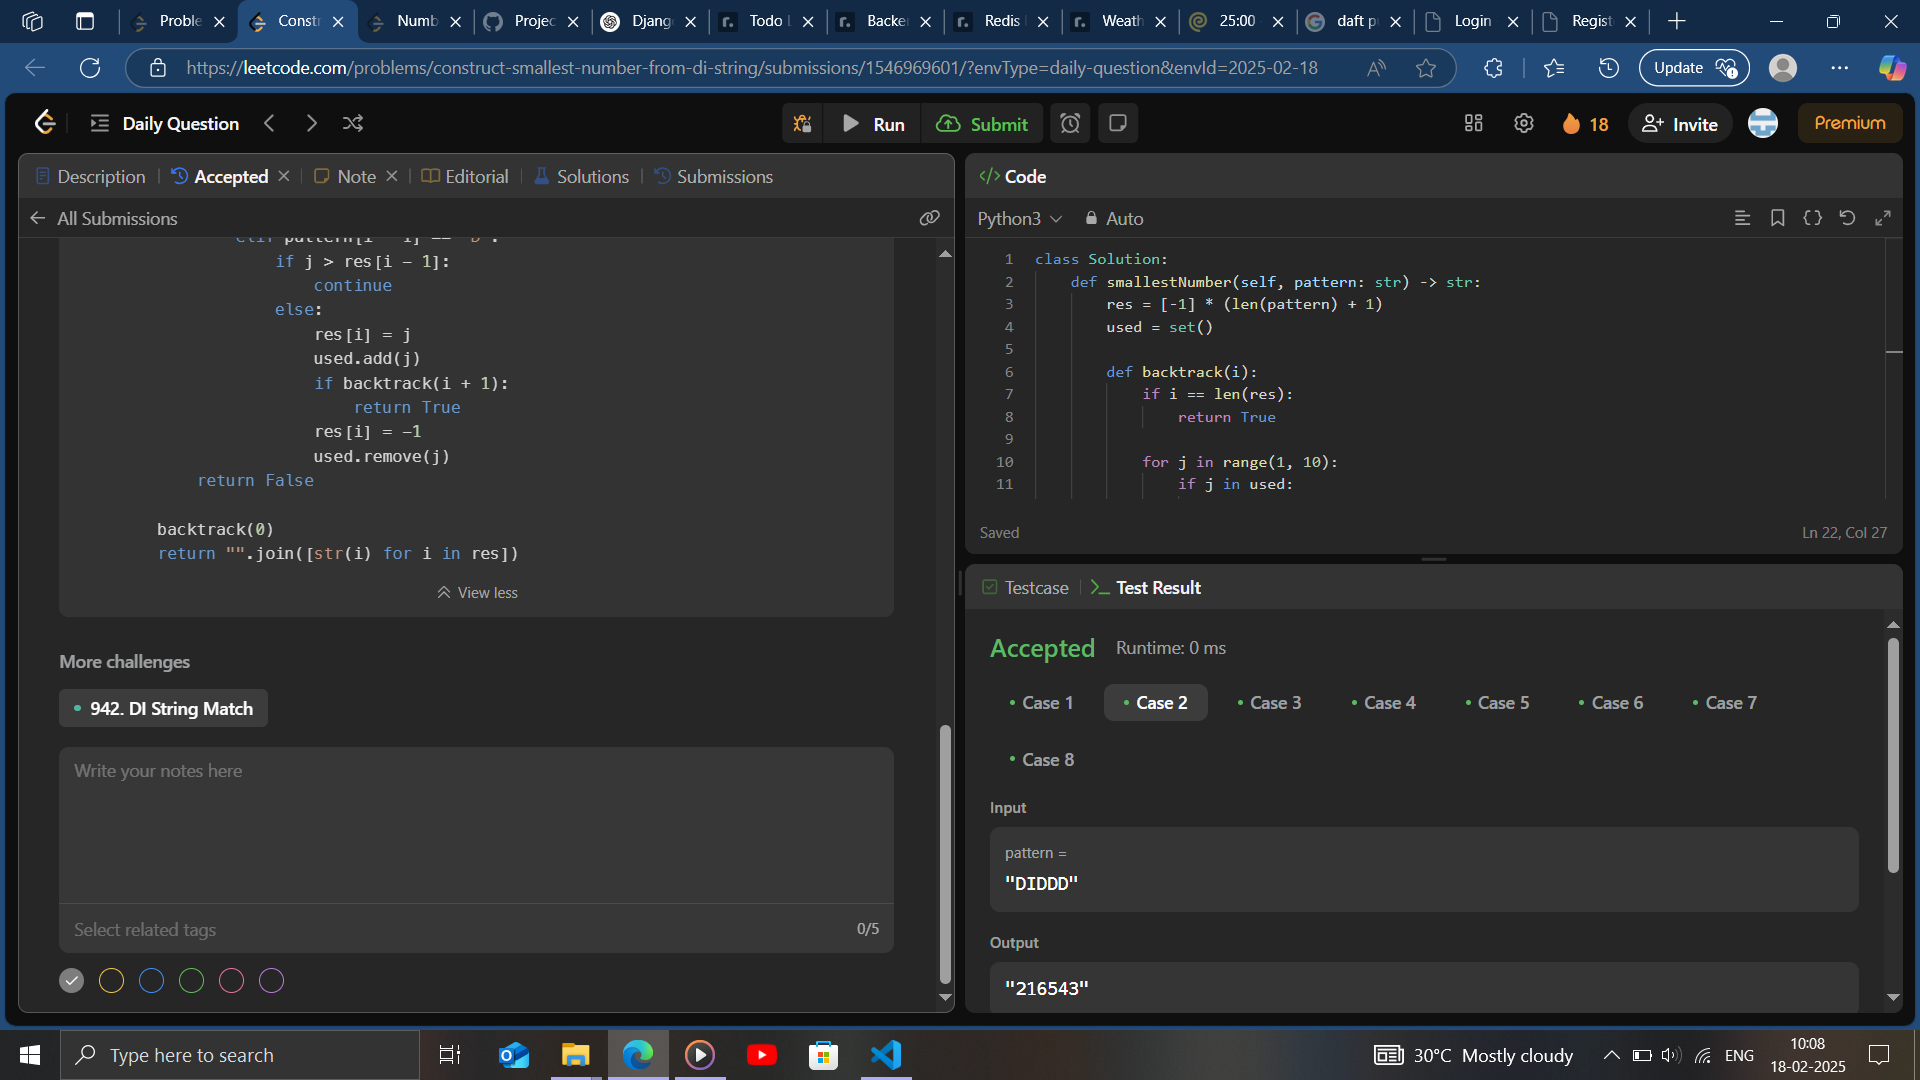 Proble
Constr
Numb
Projec
Djang
Todo L
Backe
Redis
Weath
25:00
daft p
Login
Regist
https://leetcode.com/problems/construct-smallest-number-from-di-string/submissions/1546969601/?envType=daily-question&envId=2025-02-18
Update
Daily Question
Run
Submit
18
Invite
Premium
Description
Accepted
Note
Editorial
Solutions
Submissions
All Submissions
if j > res[i - 1]:
continue
else:
res[i] = j
used.add(j)
if backtrack(i + 1):
return True
res[i] = -1
used.remove(j)
return False
backtrack(0)
return "".join([str(i) for i in res])
View less
More challenges
942. DI String Match
Write your notes here
Select related tags
0/5
</> Code
Python3
Auto
1 class Solution:
2 def smallestNumber(self, pattern: str) -> str:
3 res = [-1] * (len(pattern) + 1)
4 used = set()
5
6 def backtrack(i):
7 if i == len(res):
8 return True
9
10 for j in range(1, 10):
11 if j in used:
Saved
Ln 22, Col 27
Testcase
Test Result
Accepted
Runtime: 0 ms
Case 1
Case 2
Case 3
Case 4
Case 5
Case 6
Case 7
Case 8
Input
pattern =
"DIDDD"
Output
"216543"
Type here to search
30°C Mostly cloudy
ENG
10:08
18-02-2025